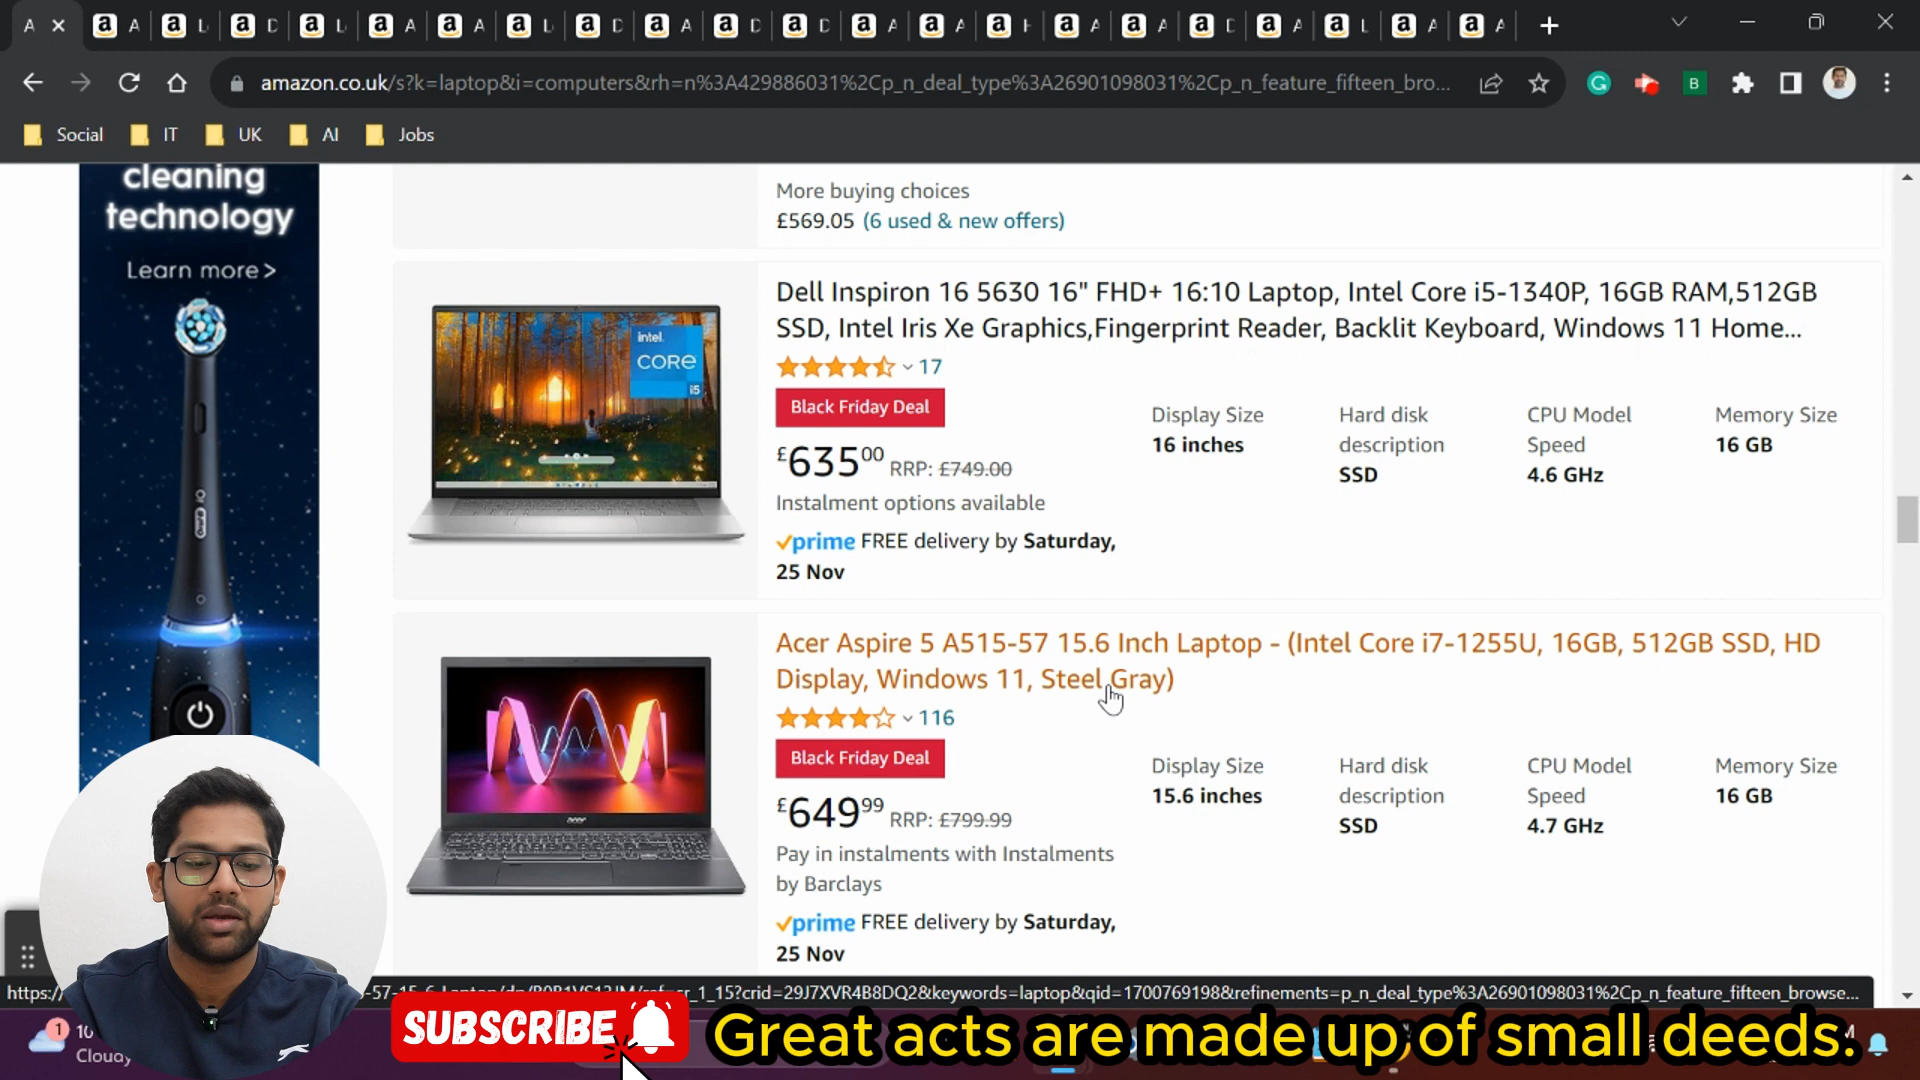 amazon.co.uk/s?k=laptop&i=computers&rh=n%3A429886031%2Cp_n_deal_type%3A26901098031%2Cp_n_feature_fifteen_bro...
Social IT UK AI Jobs
cleaning
technology
Learn more >
More buying choices
£569.05 (6 used & new offers)
Dell Inspiron 16 5630 16" FHD+ 16:10 Laptop, Intel Core i5-1340P, 16GB RAM,512GB
SSD, Intel Iris Xe Graphics,Fingerprint Reader, Backlit Keyboard, Windows 11 Home...
17
Black Friday Deal
£635.00 RRP: £749.00
Instalment options available
prime FREE delivery by Saturday,
25 Nov
Display Size
16 inches
Hard disk
description
SSD
CPU Model
Speed
4.6 GHz
Memory Size
16 GB
intel.
CORE
i5
Oral-B
Acer Aspire 5 A515-57 15.6 Inch Laptop - (Intel Core i7-1255U, 16GB, 512GB SSD, HD
Display, Windows 11, Steel Gray)
116
Black Friday Deal
£649.99 RRP: £799.99
Pay in instalments with Instalments
by Barclays
prime FREE delivery by Saturday,
25 Nov
Display Size
15.6 inches
Hard disk
description
SSD
CPU Model
Speed
4.7 GHz
Memory Size
16 GB
acer
SUBSCRIBE
Great acts are made up of small deeds.
Cloudy